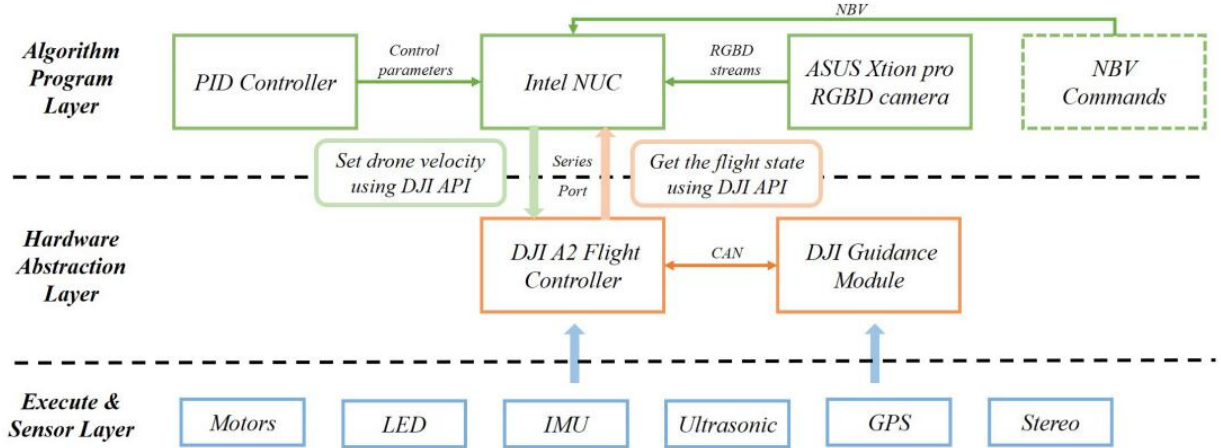 NBV
Algorithm
Program
Layer
PID Controller
Control
parameters
Intel NUC
RGBD
streams
ASUS Xtion pro
RGBD camera
NBV
Commands
Set drone velocity
using DJI API
Series
Port
Get the flight state
using DJI API
Hardware
Abstraction
Layer
DJI A2 Flight
Controller
CAN
DJI Guidance
Module
Execute &
Sensor Layer
Motors
LED
IMU
Ultrasonic
GPS
Stereo